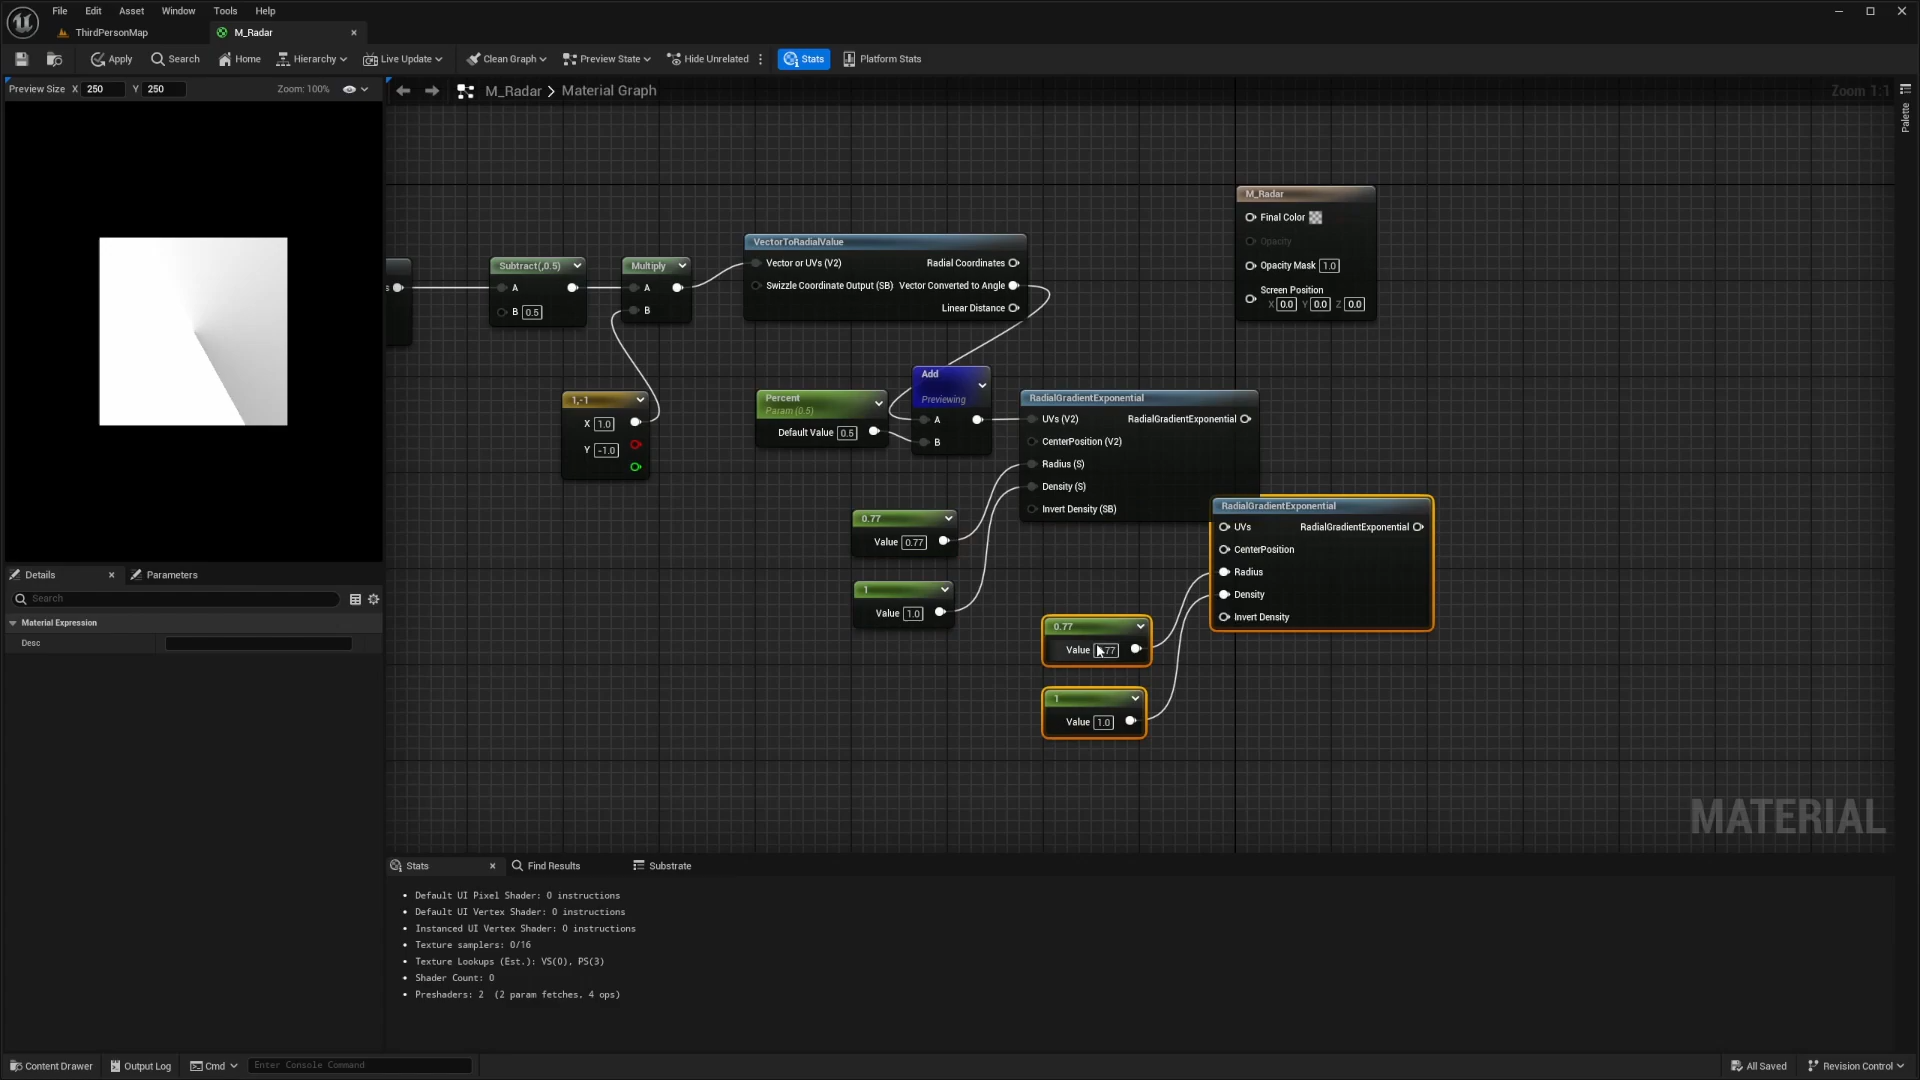 File Edit Asset Window Tools Help
ThirdPersonMap
M_Radar
Apply Search Home Hierarchy Live Update Clean Graph Preview State Hide Unrelated Stats Platform Stats
Preview Size X 250 Y 250 Zoom: 100%
M_Radar > Material Graph
Zoom 1:1
Palette
M_Radar
Final Color
Opacity
Opacity Mask 1.0
Screen Position
X 0.0 Y 0.0 Z 0.0
Subtract(,0.5)
A
B 0.5
Multiply
A
B
VectorToRadialValue
Vector or UVs (V2) Radial Coordinates
Swizzle Coordinate Output (SB) Vector Converted to Angle
Linear Distance
s
1,-1
X 1.0
Y -1.0
Percent
Param (0.5)
Default Value 0.5
Add
Previewing
A
B
RadialGradientExponential
UVs (V2) RadialGradientExponential
CenterPosition (V2)
Radius (S)
Density (S)
Invert Density (SB)
0.77
Value 0.77
1
Value 1.0
RadialGradientExponential
UVs RadialGradientExponential
CenterPosition
Radius
Density
Invert Density
0.77
Value
77
1
Value 1.0
MATERIAL
Details
Parameters
Search
Material Expression
Desc
Stats Find Results Substrate
• Default UI Pixel Shader: 0 instructions
• Default UI Vertex Shader: 0 instructions
• Instanced UI Vertex Shader: 0 instructions
• Texture samplers: 0/16
• Texture Lookups (Est.): VS(0), PS(3)
• Shader Count: 0
• Preshaders: 2 (2 param fetches, 4 ops)
Content Drawer Output Log Cmd Enter Console Command
All Saved Revision Control